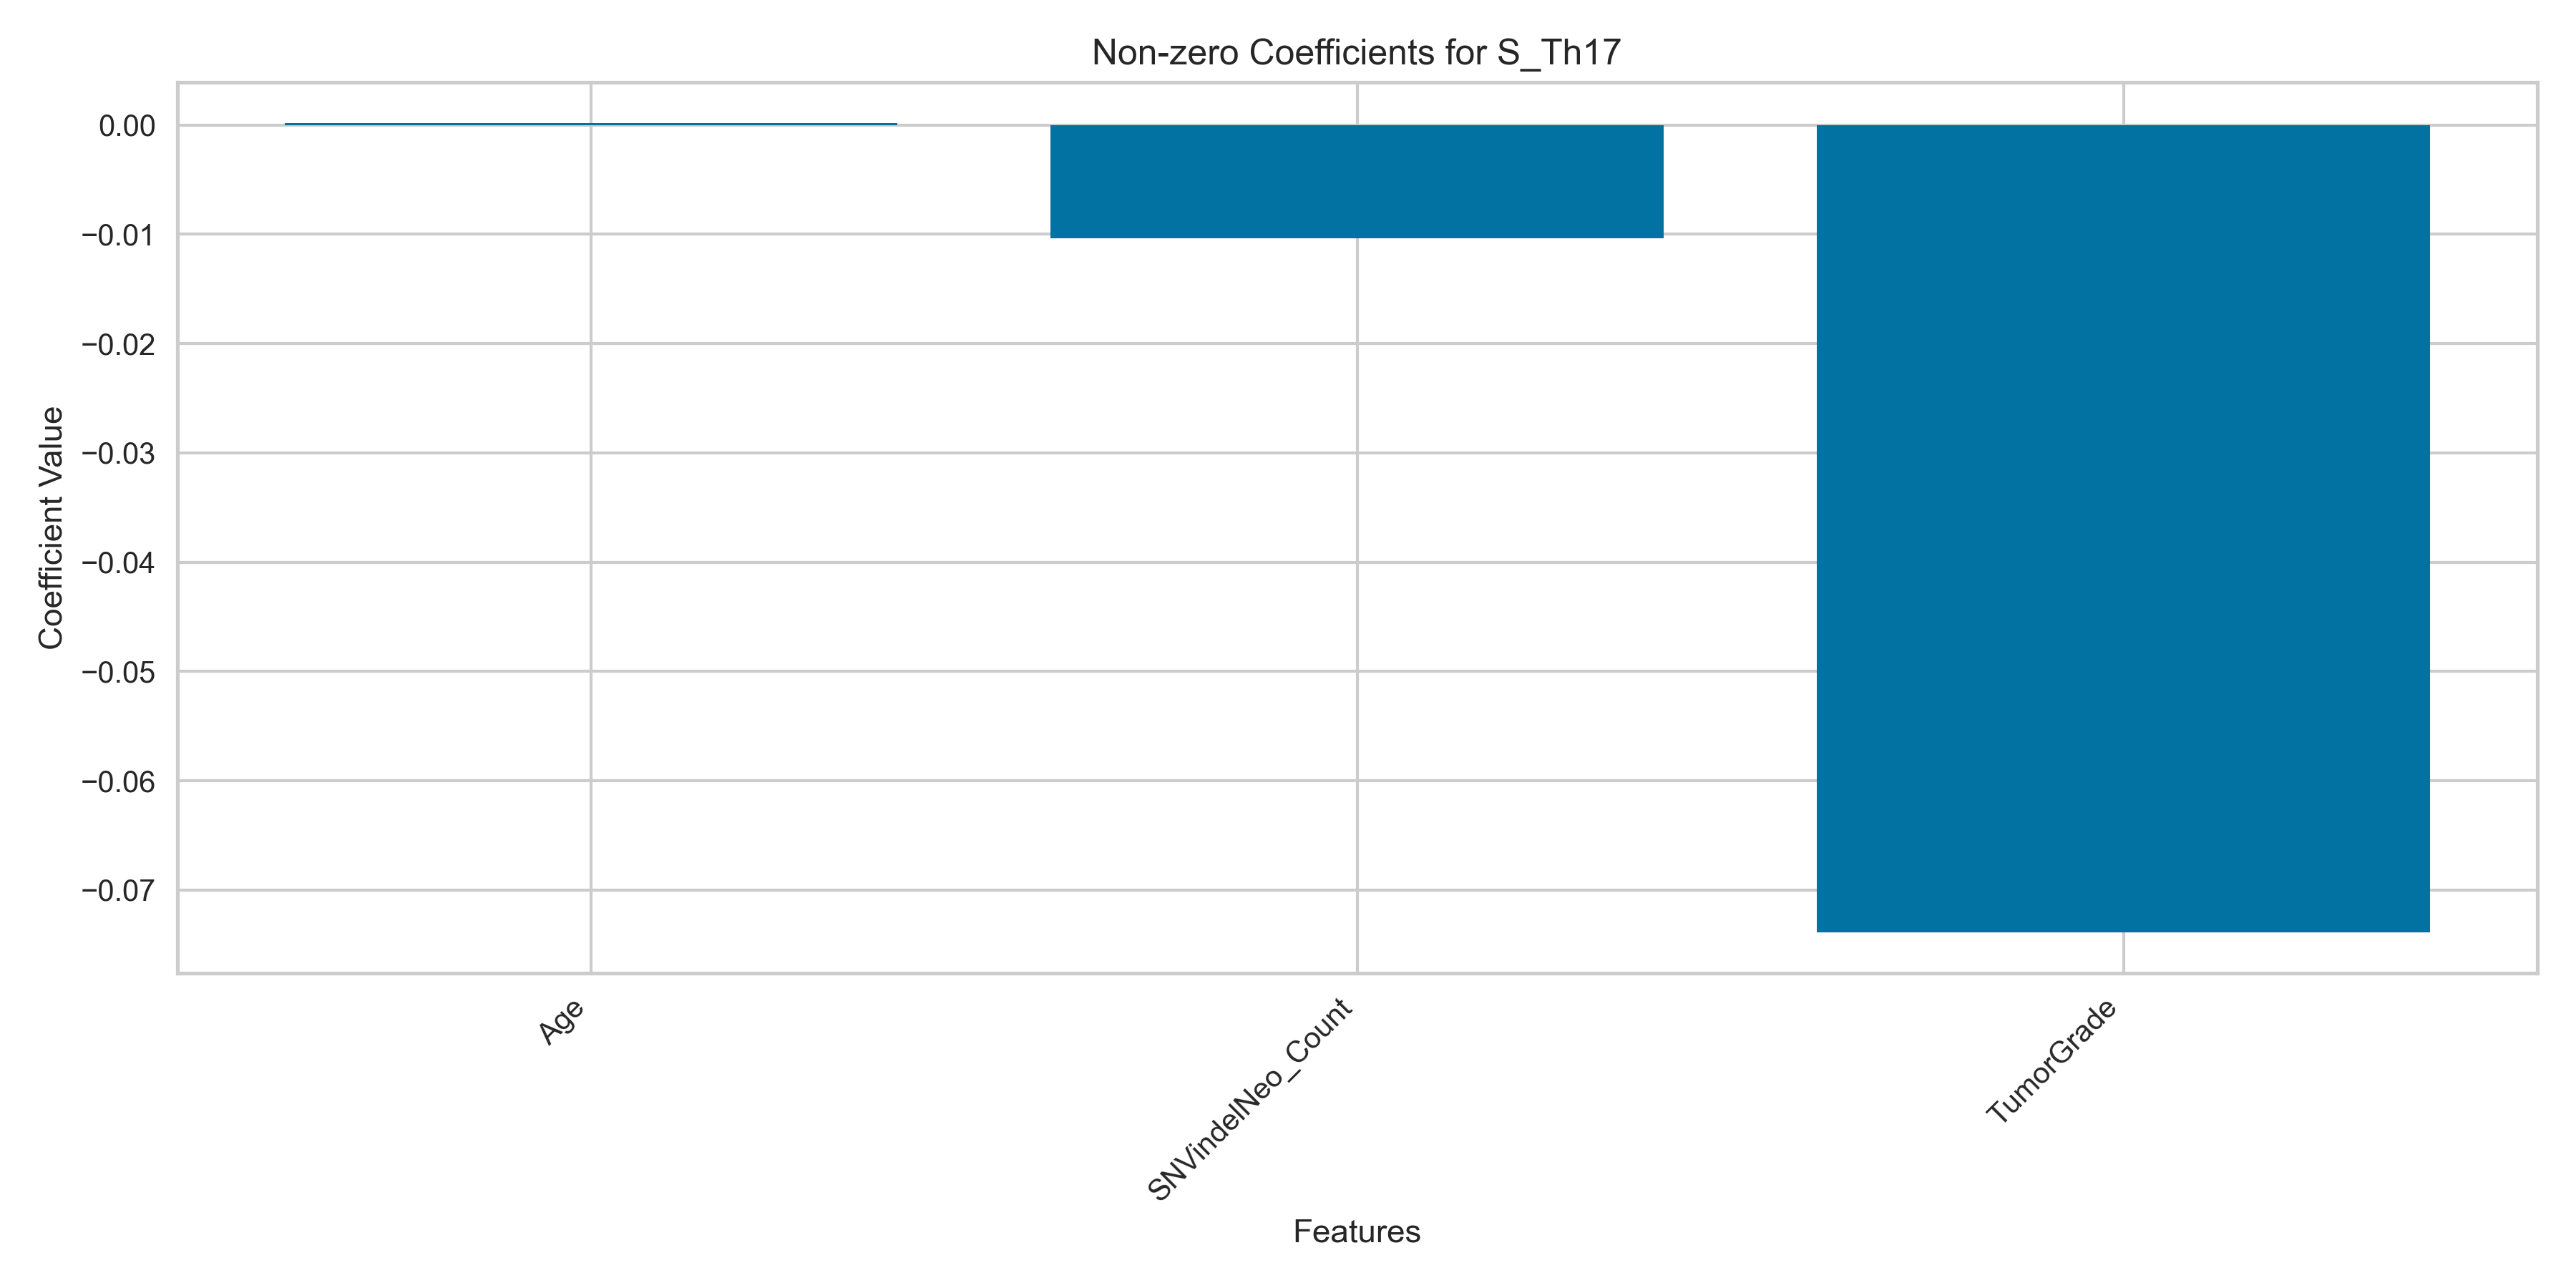 Non-zero Coefficients for S_Th17
0.00
−0.01
−0.02
−0.03
−0.04
−0.05
−0.06
−0.07
Coefficient Value
Age
SNVindelNeo_Count
TumorGrade
Features